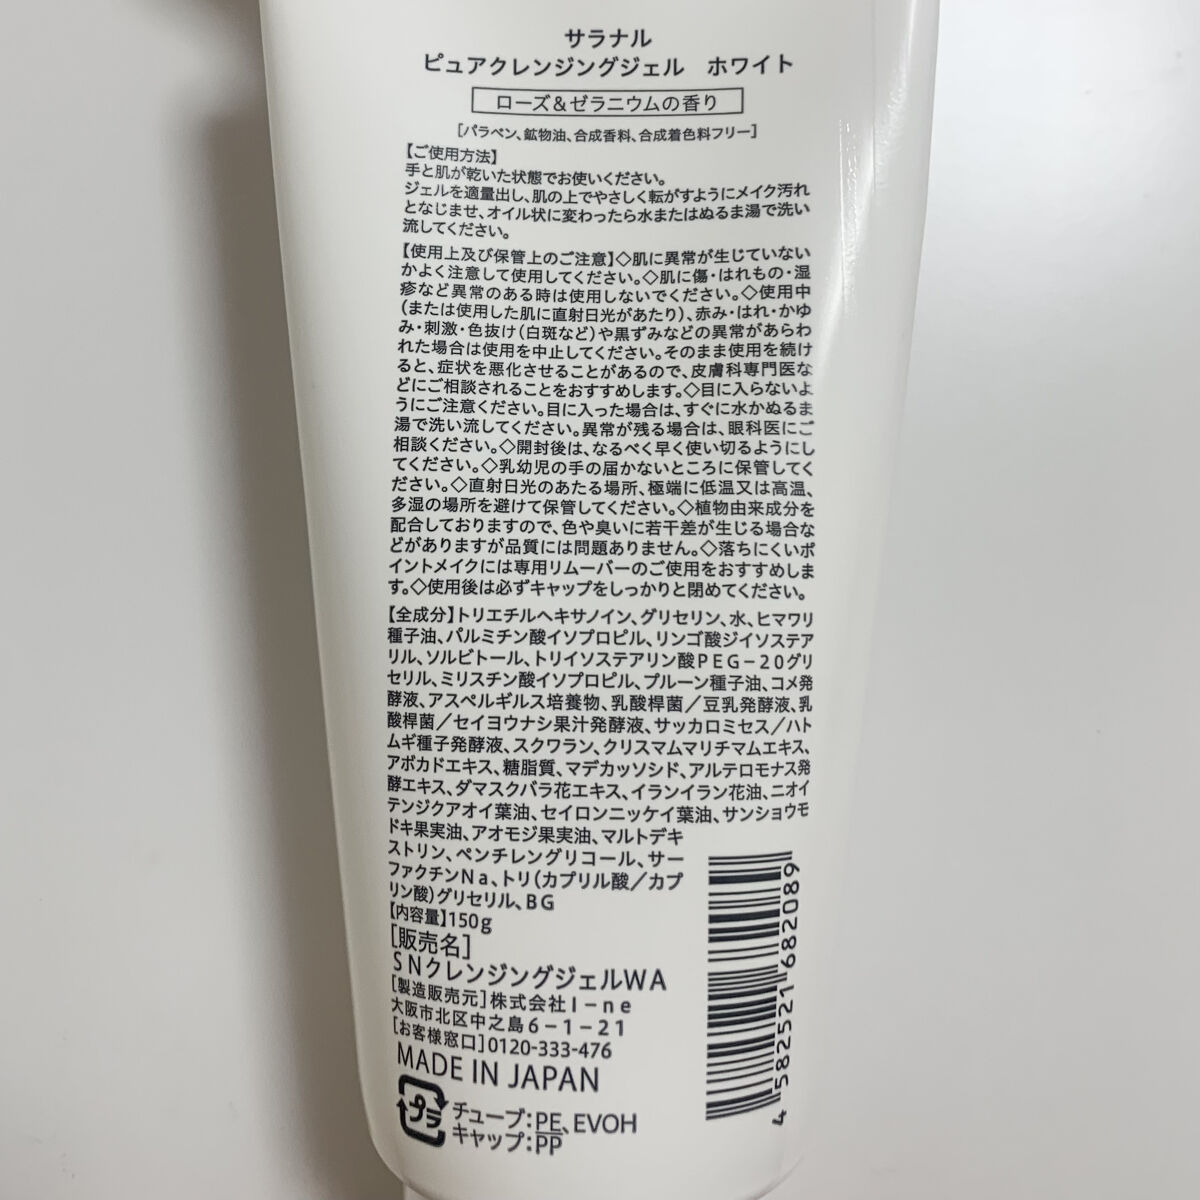 サラナル
ピュアクレンジングジェル　ホワイト
ローズ&ゼラニウムの香り
[パラベン、鉱物油、合成香料、合成着色料フリー]
【ご使用方法】
手と肌が乾いた状態でお使いください。
ジェルを適量出し、肌の上でやさしく転がすようにメイク汚れ
となじませ、オイル状に変わったら水またはぬるま湯で洗い
流してください。
【使用上及び保管上のご注意】◇肌に異常が生じていない
かよく注意して使用してください。◇肌に傷・はれもの・湿
疹など異常のある時は使用しないでください。◇使用中
(または使用した肌に直射日光があたり)、赤み・はれ・かゆ
み・刺激・色抜け(白斑など)や黒ずみなどの異常があらわ
れた場合は使用を中止してください。そのまま使用を続け
ると、症状を悪化させることがあるので、皮膚科専門医な
どにご相談されることをおすすめします。◇目に入らないよ
うにご注意ください。目に入った場合は、すぐに水かぬるま
湯で洗い流してください。異常が残る場合は、眼科医にご
相談ください。◇開封後は、なるべく早く使い切るようにし
てください。◇乳幼児の手の届かないところに保管してく
ださい。◇直射日光のあたる場所、極端に低温又は高温、
多湿の場所を避けて保管してください。◇植物由来成分を
配合しておりますので、色や臭いに若干差が生じる場合な
どがありますが品質には問題ありません。◇落ちにくいポ
イントメイクには専用リムーバーのご使用をおすすめしま
す。◇使用後は必ずキャップをしっかりと閉めてください。
【全成分】トリエチルヘキサノイン、グリセリン、水、ヒマワリ
種子油、パルミチン酸イソプロピル、リンゴ酸ジイソステア
リル、ソルビトール、トリイソステアリン酸PEG-20グリ
セリル、ミリスチン酸イソプロピル、プルーン種子油、コメ発
酵液、アスペルギルス培養物、乳酸桿菌/豆乳発酵液、乳
酸桿菌/セイヨウナシ果汁発酵液、サッカロミセス/ハト
ムギ種子発酵液、スクワラン、クリスマムマリチマムエキス、
アボカドエキス、糖脂質、マデカッソシド、アルテロモナス発
酵エキス、ダマスクバラ花エキス、イランイラン花油、ニオイ
テンジクアオイ葉油、セイロンニッケイ葉油、サンショウモ
ドキ果実油、アオモジ果実油、マルトデキ
ストリン、ペンチレングリコール、サー
ファクチンNa、トリ(カプリル酸/カプ
リン酸)グリセリル、BG
【内容量】150g
[販売名]
SNクレンジングジェルWA
[製造販売元]株式会社I-ne
大阪市北区中之島6-1-21
[お客様窓口]0120-333-476
MADE IN JAPAN
プラ
チューブ:PE、EVOH
キャップ:PP
4 582521 682089